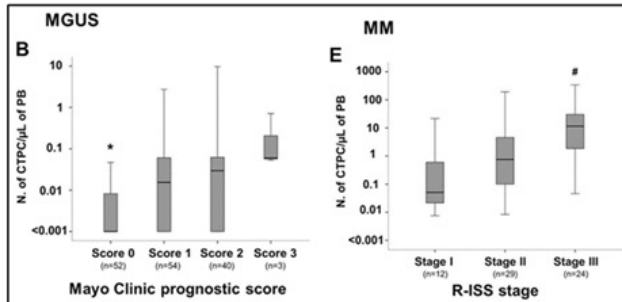 MGUS
B
N. of CTPC/µL of PB
10
1
0.1
0.01
<0.001
*
Score 0 Score 1 Score 2 Score 3
(n=52) (n=54) (n=40) (n=3)
Mayo Clinic prognostic score
MM
E
N. of CTPC/µL of PB
1000
100
10
1
0.1
0.01
<0.001
#
Stage I Stage II Stage III
(n=12) (n=29) (n=24)
R-ISS stage